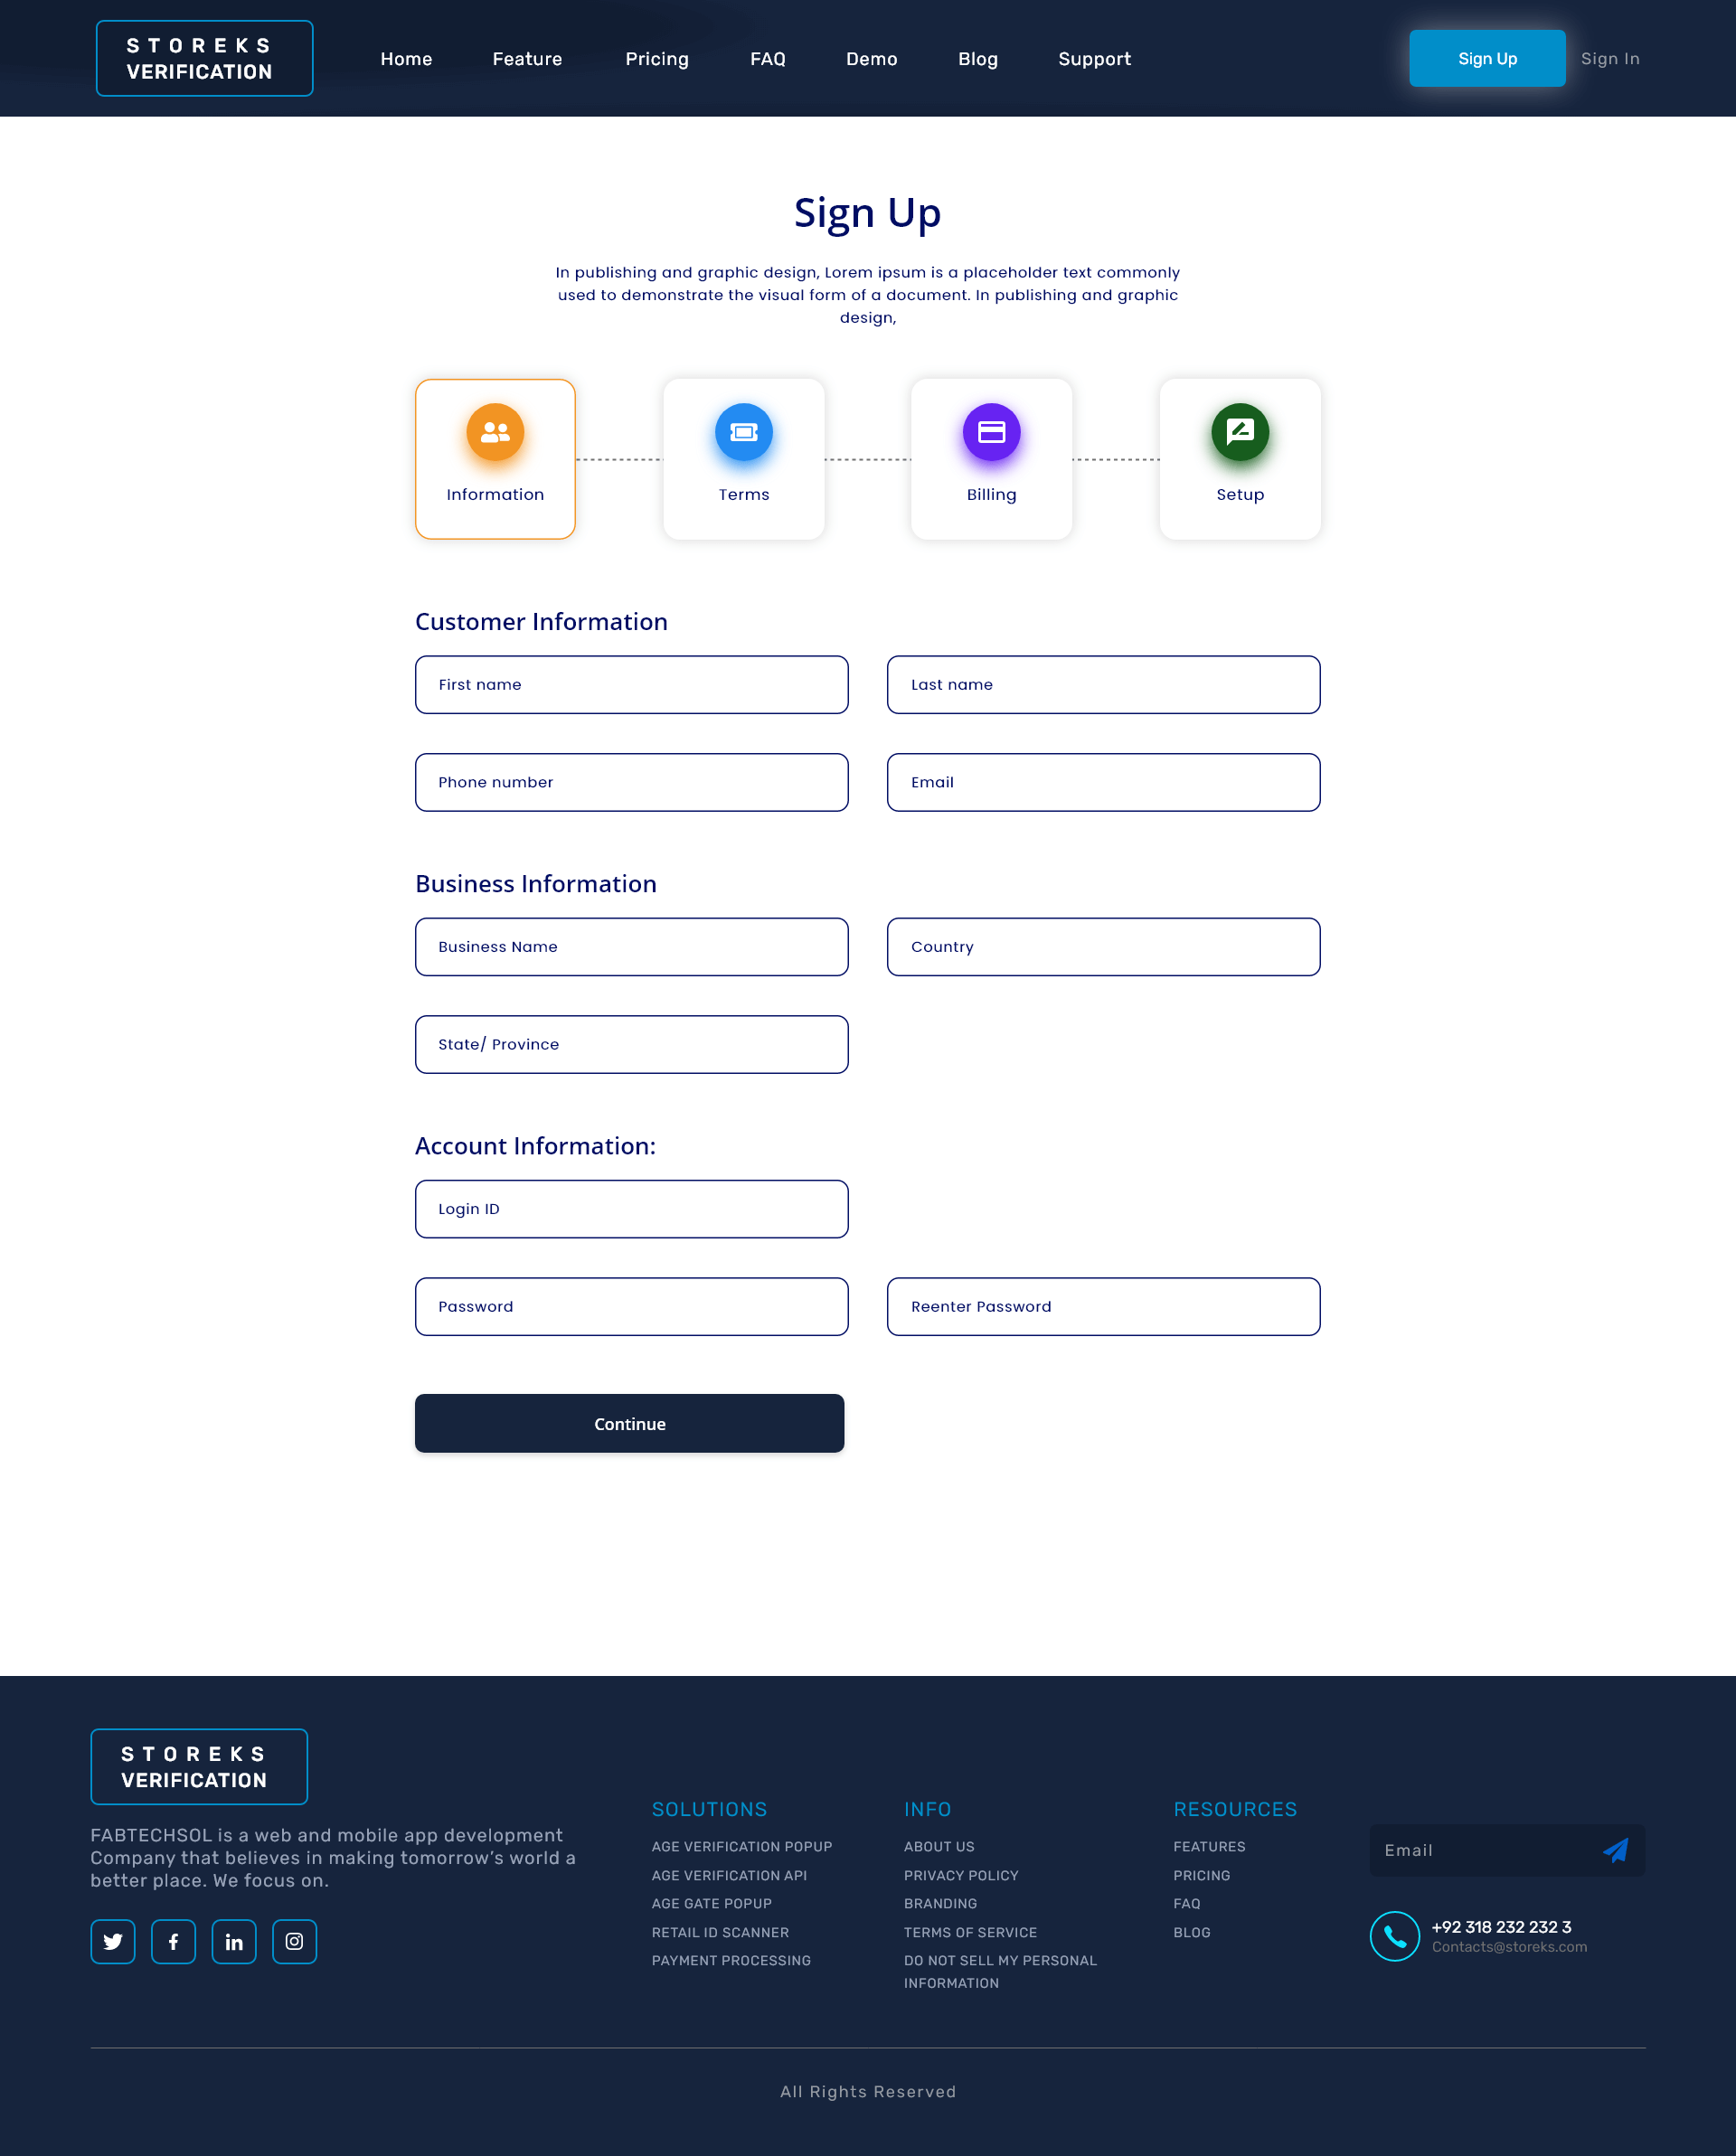 STOREKS
VERIFICATION
Home Feature Pricing FAQ Demo Blog Support
Sign Up Sign In
Sign Up
In publishing and graphic design, Lorem ipsum is a placeholder text commonly
used to demonstrate the visual form of a document. In publishing and graphic
design,
Information Terms Billing Setup
Customer Information
First name Last name
Phone number Email
Business Information
Business Name Country
State/ Province
Account Information:
Login ID
Password Reenter Password
Continue
STOREKS
VERIFICATION
FABTECHSOL is a web and mobile app development
Company that believes in making tomorrow’s world a
better place. We focus on.
SOLUTIONS
AGE VERIFICATION POPUP
AGE VERIFICATION API
AGE GATE POPUP
RETAIL ID SCANNER
PAYMENT PROCESSING
INFO
ABOUT US
PRIVACY POLICY
BRANDING
TERMS OF SERVICE
DO NOT SELL MY PERSONAL
INFORMATION
RESOURCES
FEATURES
PRICING
FAQ
BLOG
Email
+92 318 232 232 3
Contacts@storeks.com
All Rights Reserved